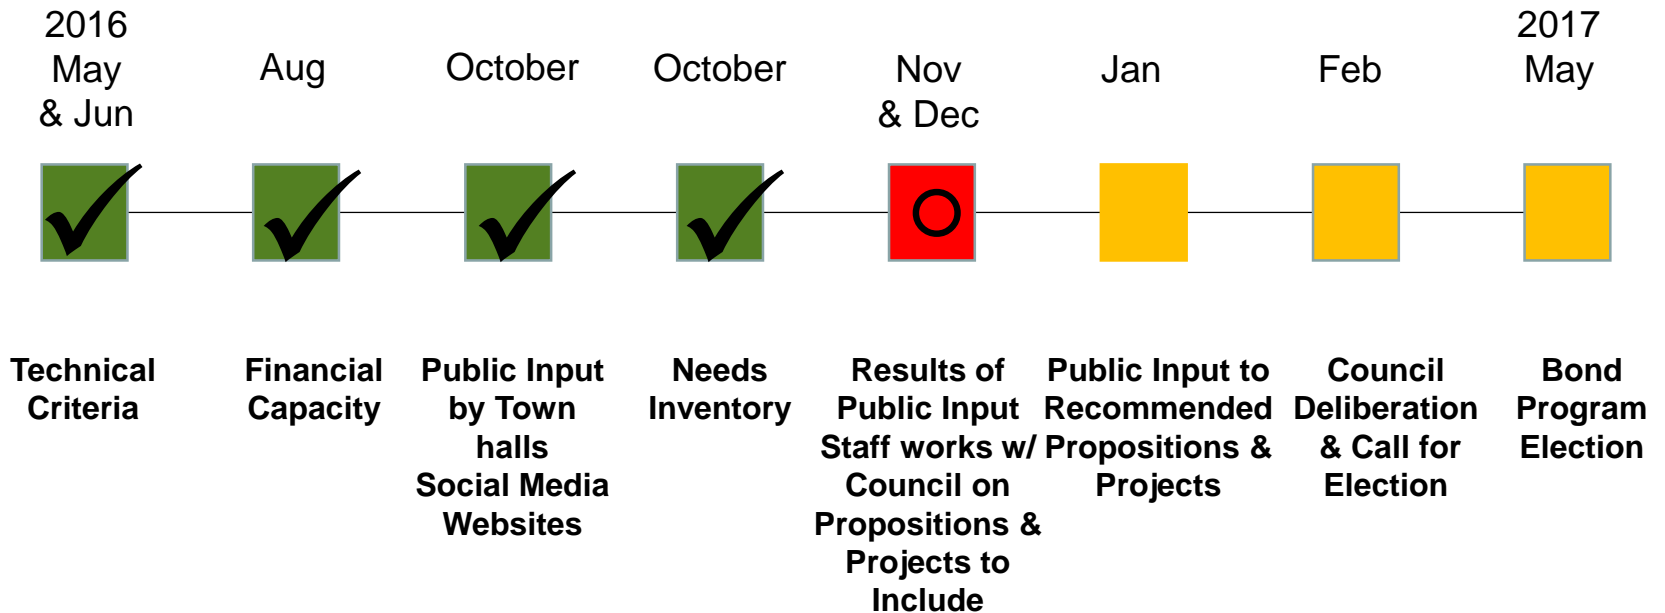 2016
May
& Jun
Aug
October
October
Nov
& Dec
Jan
Feb
2017
May
Technical
Criteria
Financial
Capacity
Public Input
by Town
halls
Social Media
Websites
Needs
Inventory
Results of
Public Input
Staff works w/
Council on
Propositions &
Projects to
Include
Public Input to
Recommended
Propositions &
Projects
Council
Deliberation
& Call for
Election
Bond
Program
Election